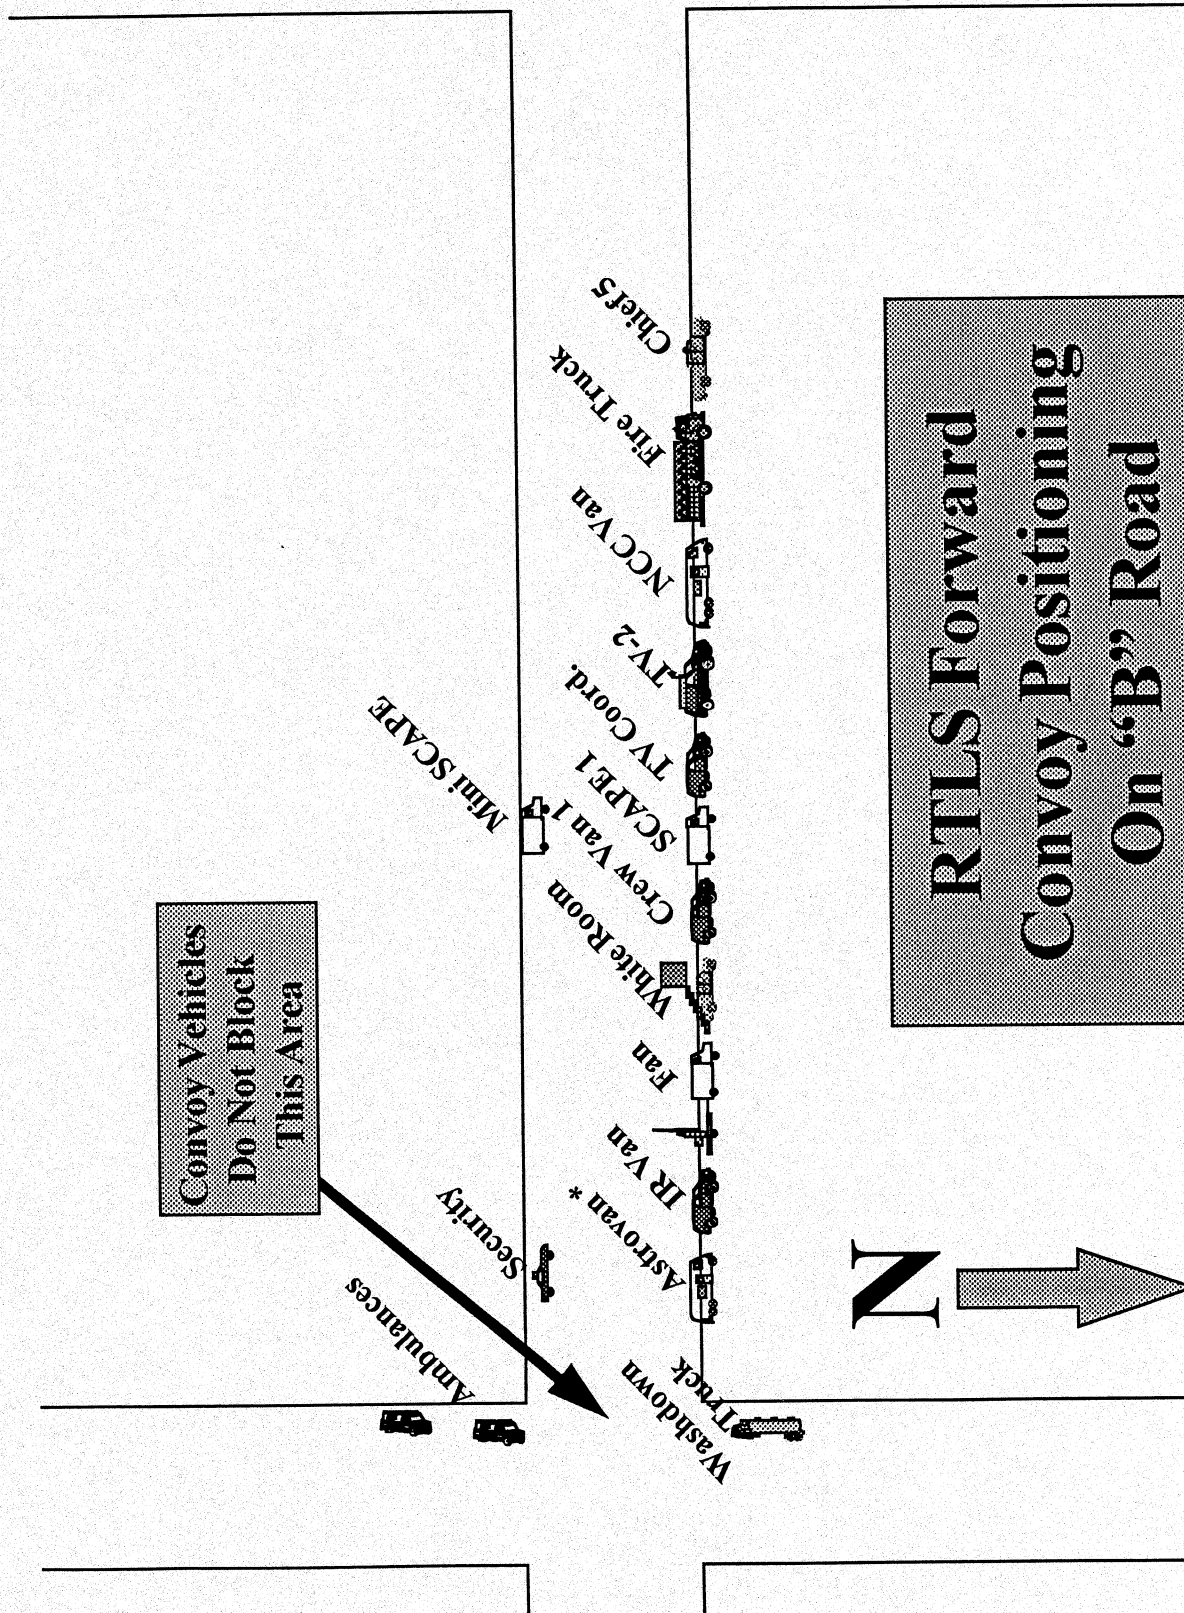 RTLS Forward
Convoy Positioning
On “B” Road
Convoy Vehicles
Do Not Block
This Area
Chief 5
Fire Truck
NCC Van
TV-2
TV Coord.
SCAPE 1
Crew Van 1
White Room
Fan
IR Van
Astrovan *
Washdown
Truck
Mini SCAPE
Security
Ambulances
N